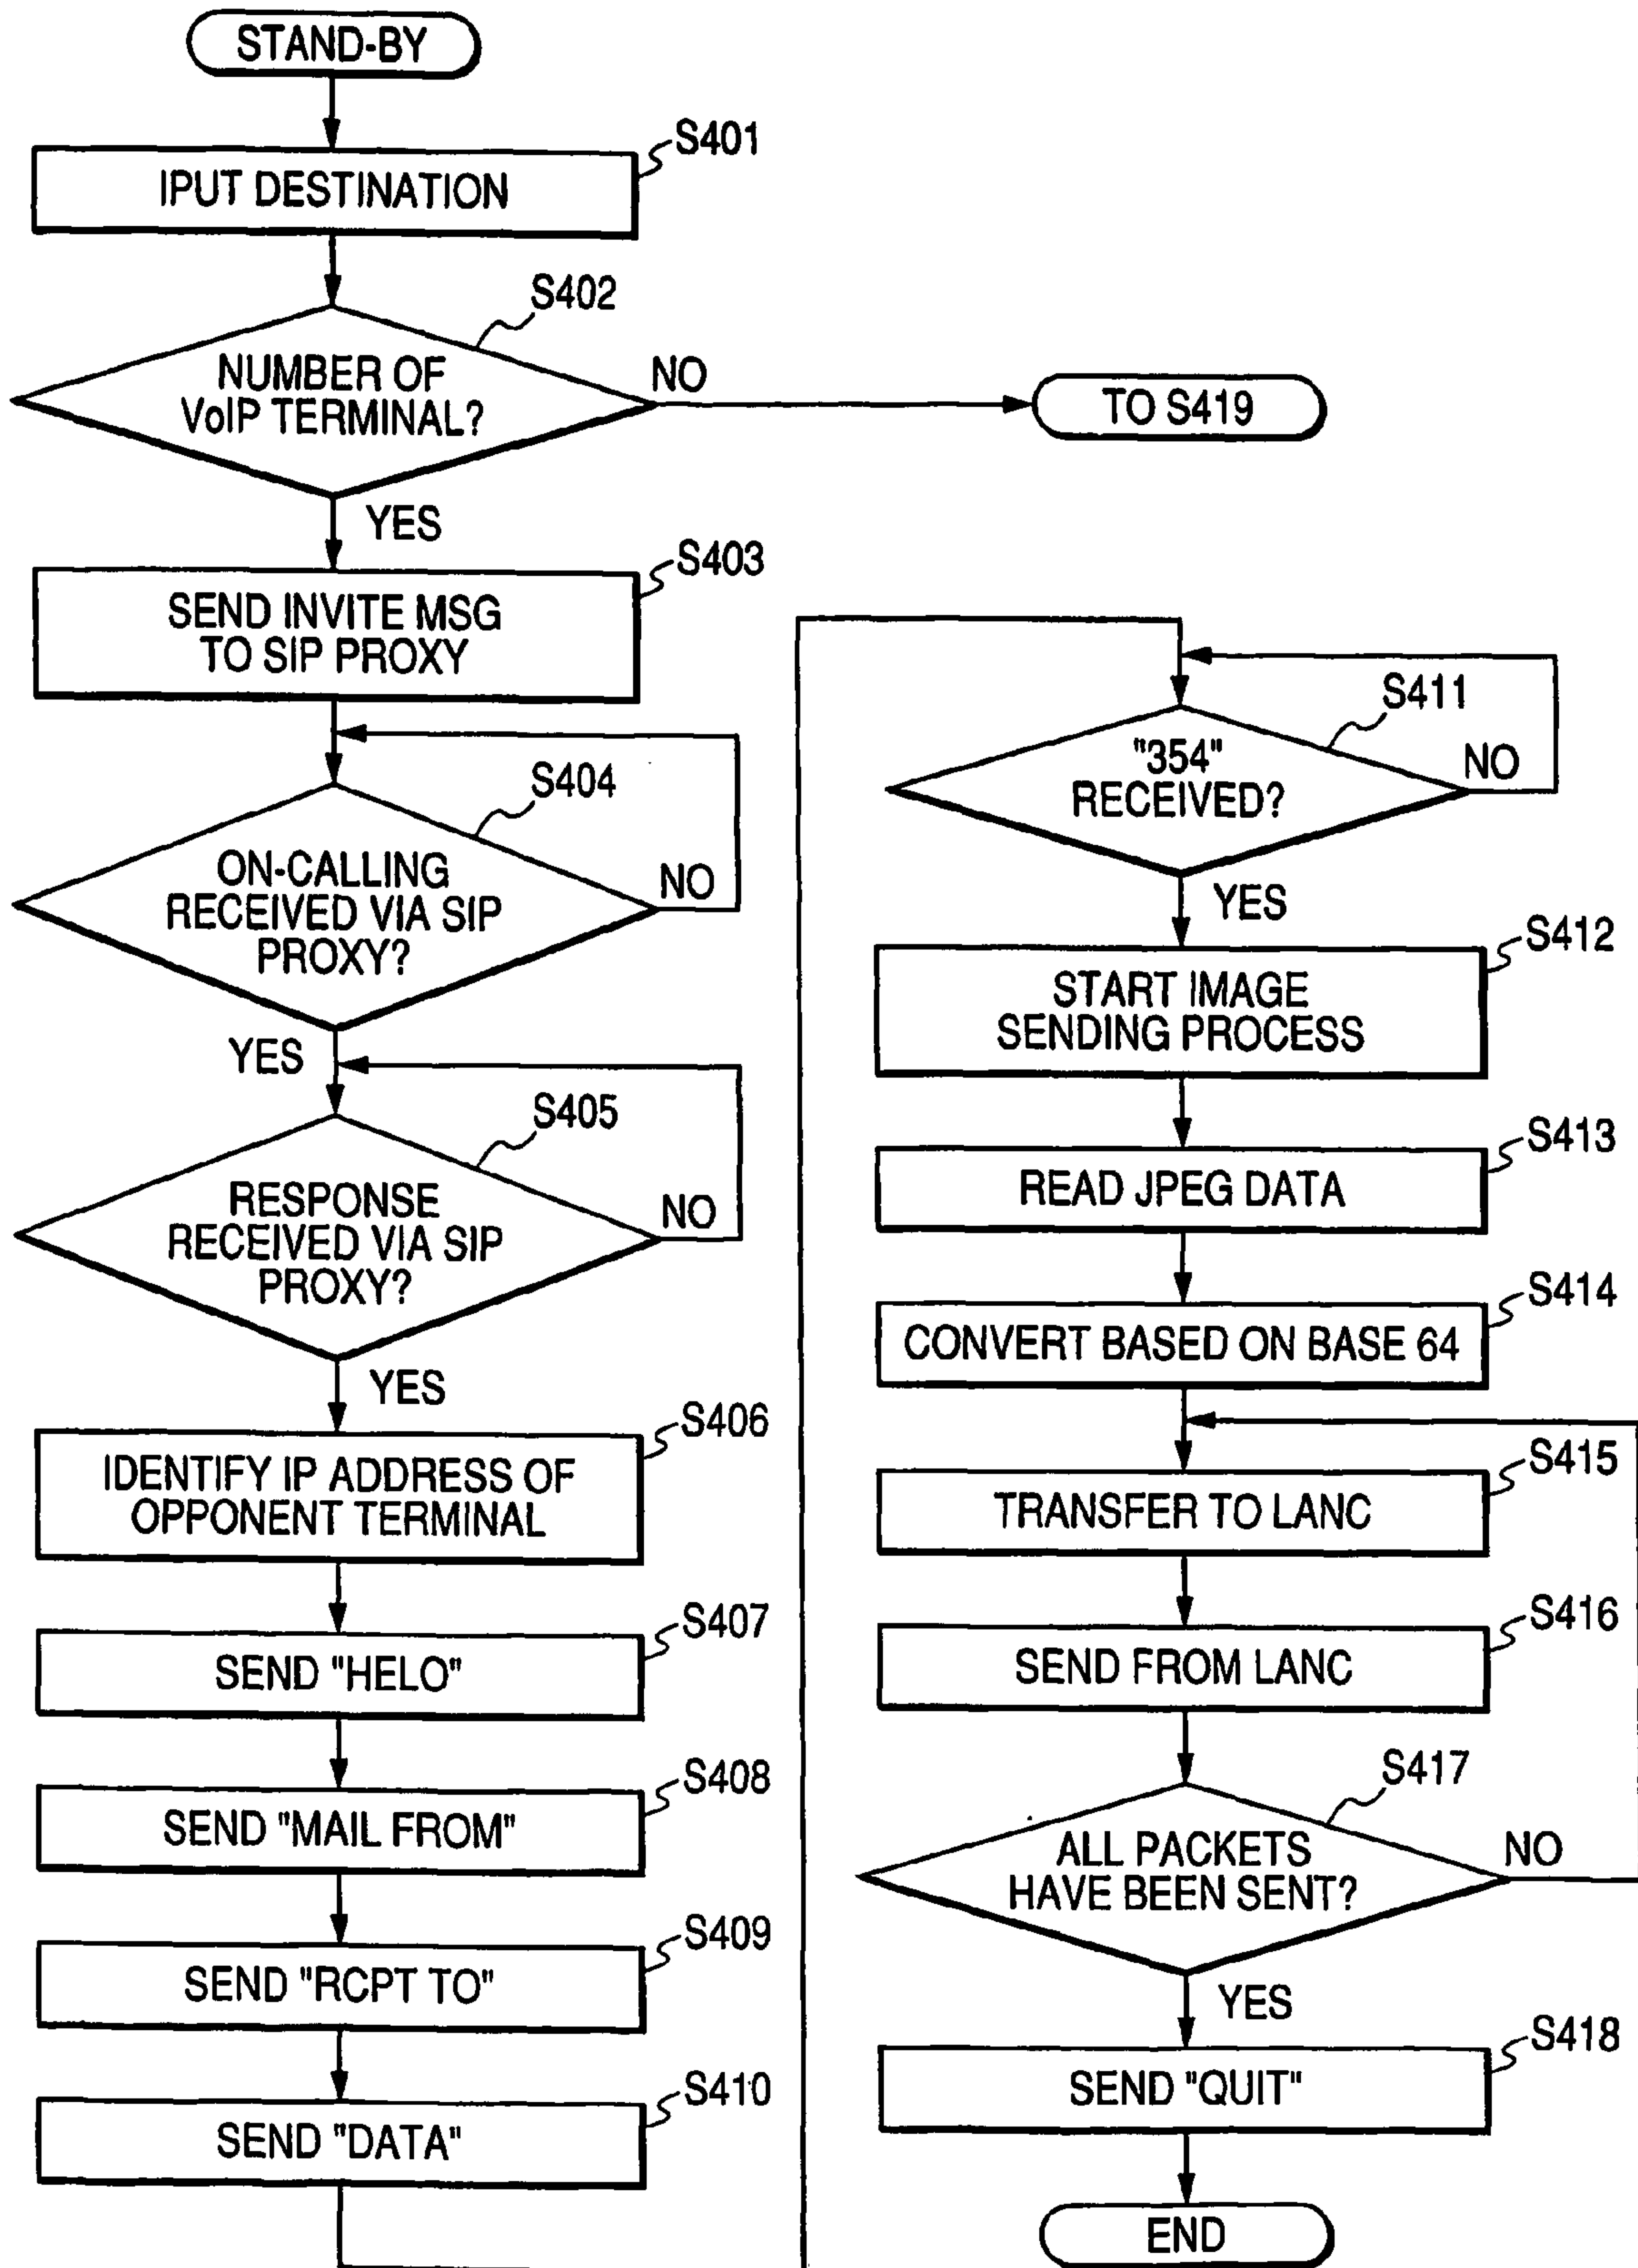 STAND-BY
S401
IPUT DESTINATION
S402
NUMBER OF
VoIP TERMINAL?
NO
TO S419
YES
S403
SEND INVITE MSG
TO SIP PROXY
S404
ON-CALLING
RECEIVED VIA SIP
PROXY?
NO
YES
S405
RESPONSE
RECEIVED VIA SIP
PROXY?
NO
YES
S406
IDENTIFY IP ADDRESS OF
OPPONENT TERMINAL
S407
SEND "HELO"
S408
SEND "MAIL FROM"
S409
SEND "RCPT TO"
S410
SEND "DATA"
S411
"354"
RECEIVED?
NO
YES
S412
START IMAGE
SENDING PROCESS
S413
READ JPEG DATA
S414
CONVERT BASED ON BASE 64
S415
TRANSFER TO LANC
S416
SEND FROM LANC
S417
ALL PACKETS
HAVE BEEN SENT?
NO
YES
S418
SEND "QUIT"
END